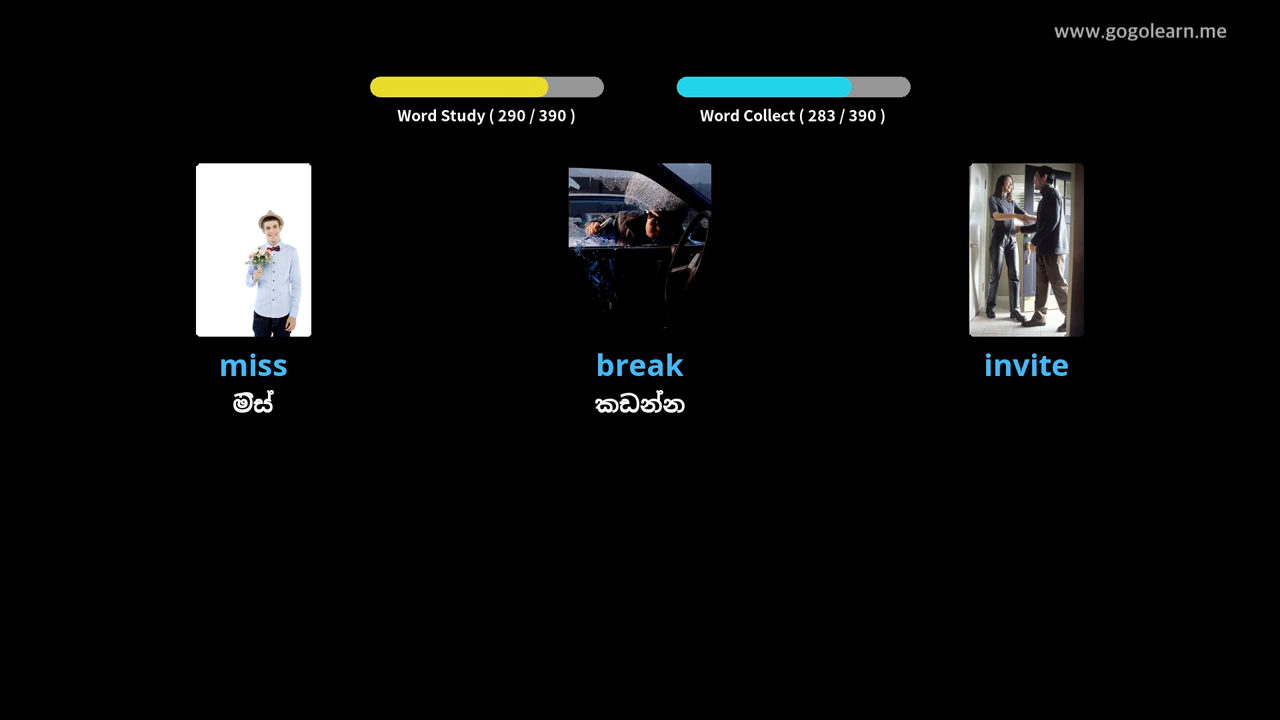 www.gogolearn.me
Word Study ( 290 / 390 )
Word Collect ( 283 / 390 )
miss
break
invite
මිස්
කඩන්න